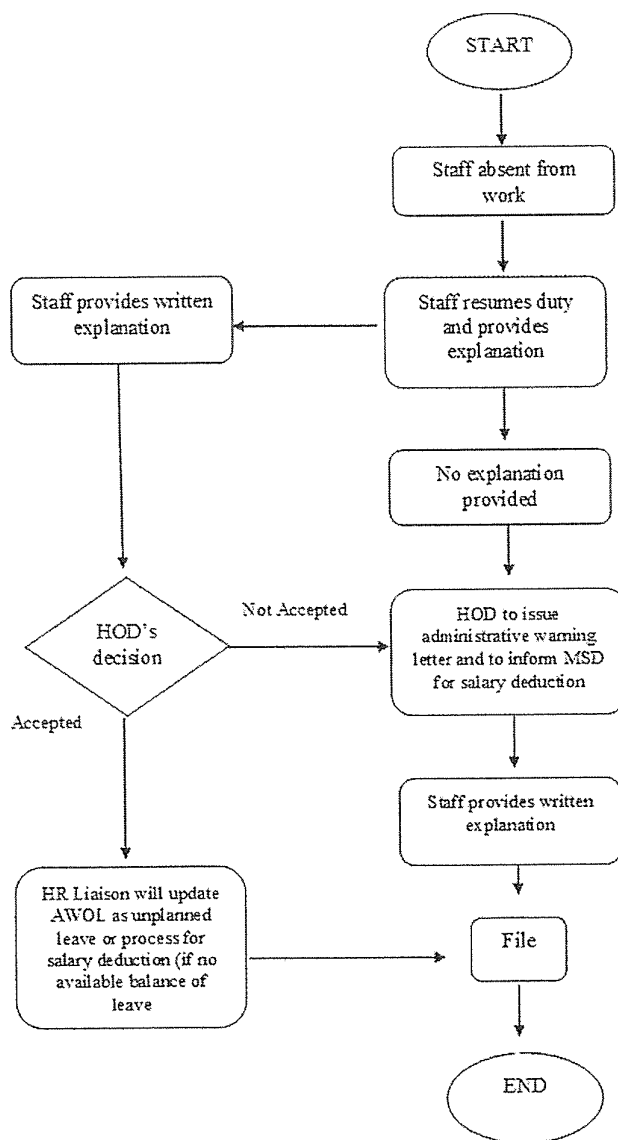 START
Staff absent from
work
Staff resumes duty
and provides
explanation
Staff provides written
explanation
No explanation
provided
HOD's
decision
Not Accepted
HOD to issue
administrative warning
letter and to inform MSD
for salary deduction
Accepted
Staff provides written
explanation
HR Liaison will update
AWOL as unplanned
leave or process for
salary deduction (if no
available balance of
leave
File
END